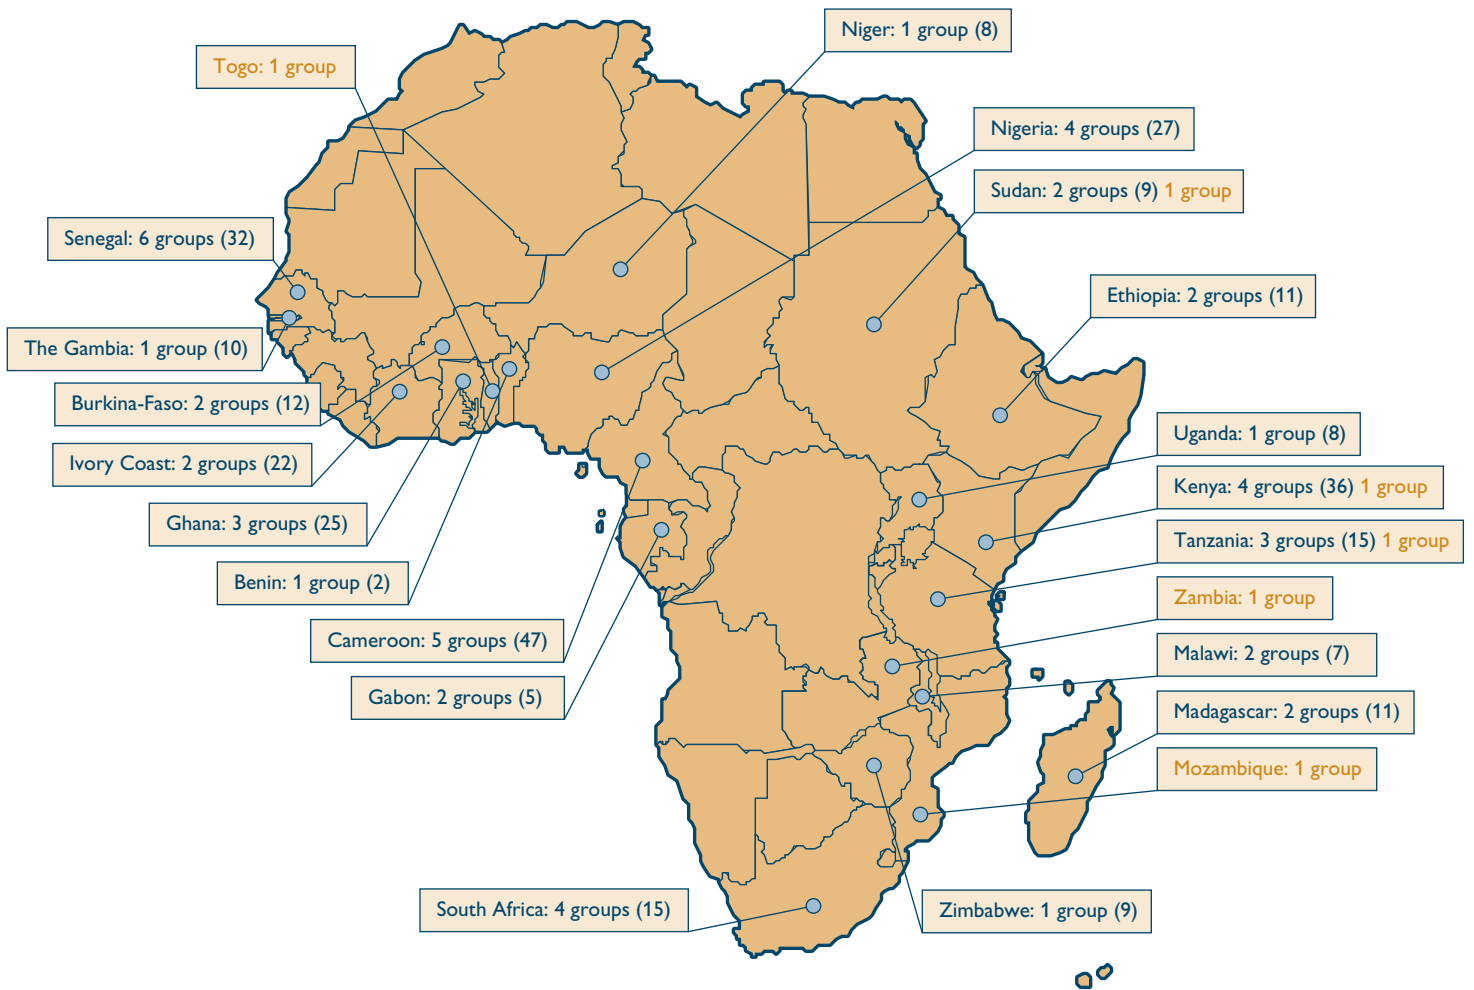 Niger: 1 group (8)
Togo: 1 group
Nigeria: 4 groups (27)
Sudan: 2 groups (9) 1 group
Senegal: 6 groups (32)
Ethiopia: 2 groups (11)
The Gambia: 1 group (10)
Burkina-Faso: 2 groups (12)
Uganda: 1 group (8)
Ivory Coast: 2 groups (22)
Kenya: 4 groups (36) 1 group
Ghana: 3 groups (25)
Tanzania: 3 groups (15) 1 group
Benin: 1 group (2)
Zambia: 1 group
Cameroon: 5 groups (47)
Malawi: 2 groups (7)
Gabon: 2 groups (5)
Madagascar: 2 groups (11)
Mozambique: 1 group
South Africa: 4 groups (15)
Zimbabwe: 1 group (9)